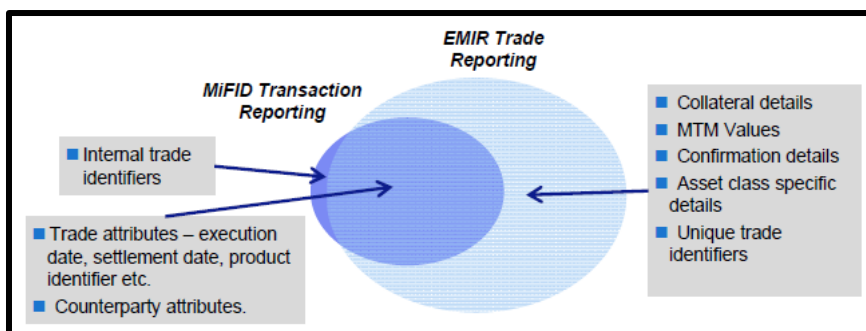 EMIR Trade
Reporting
MiFID Transaction
Reporting
Internal trade
identifiers
Trade attributes – execution
date, settlement date, product
identifier etc.
Counterparty attributes.
Collateral details
MTM Values
Confirmation details
Asset class specific
details
Unique trade
identifiers